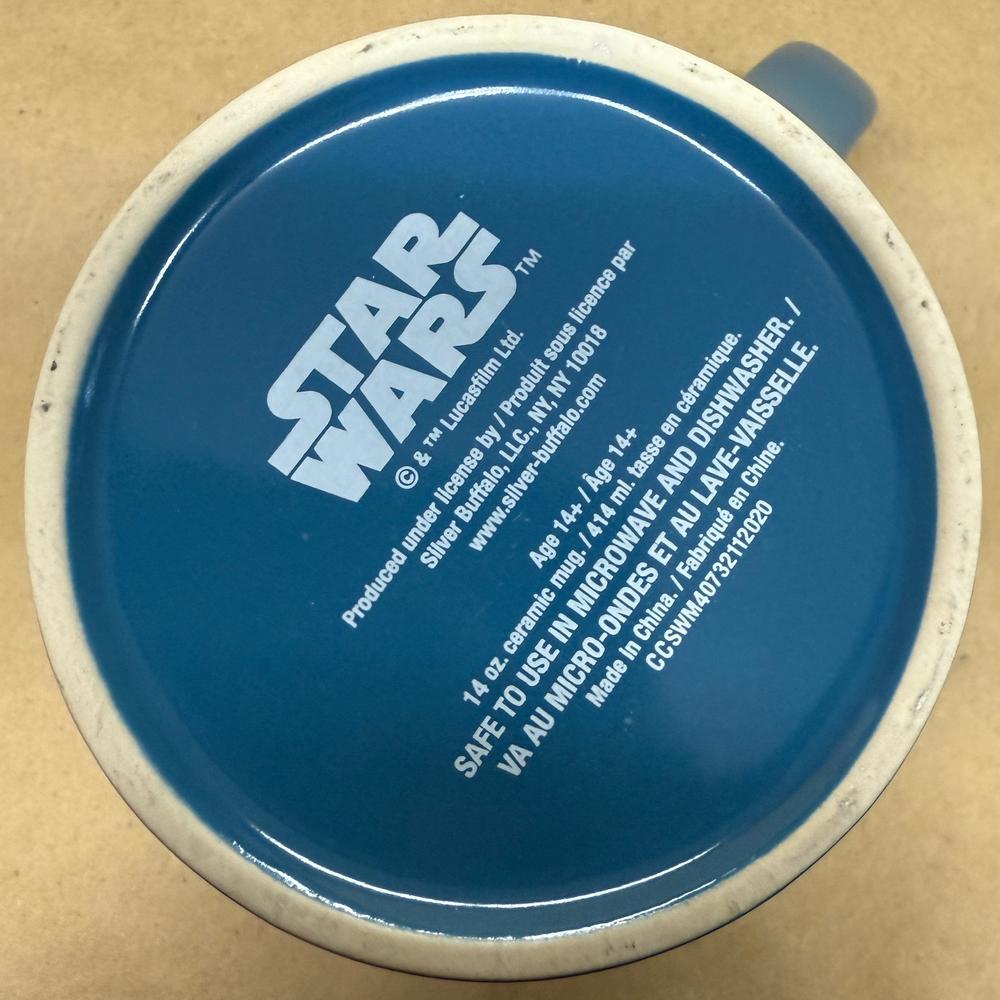 STAR
WARS™
© & ™ Lucasfilm Ltd.
Produced under license by / Produit sous licence par
Silver Buffalo, LLC., NY, NY 10018
www.silver-buffalo.com
Age 14+ / Âge 14+
14 oz. ceramic mug. / 414 ml. tasse en céramique.
SAFE TO USE IN MICROWAVE AND DISHWASHER. /
VA AU MICRO-ONDES ET AU LAVE-VAISSELLE.
Made in China. / Fabriqué en Chine.
CCSWM40732112020